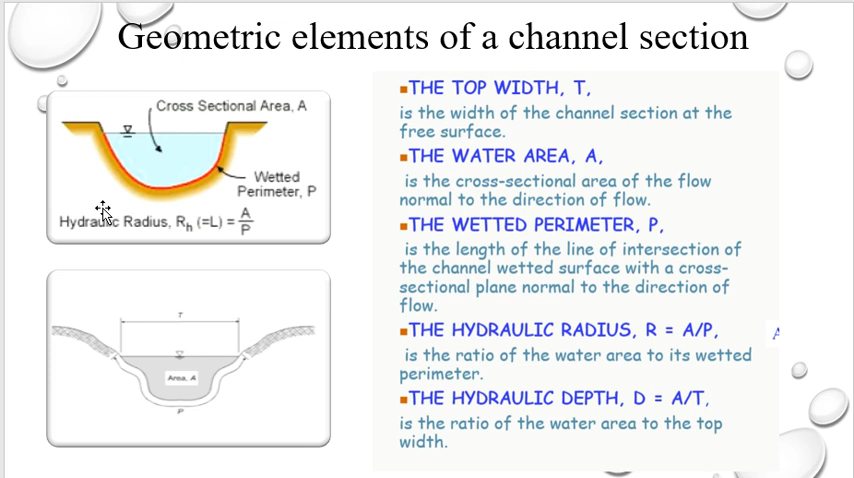 Geometric elements of a channel section
Cross Sectional Area, A
Wetted
Perimeter, P
Hydraulic Radius, Rh (=L) = A/P
T
Area, A
P
▪THE TOP WIDTH, T,
is the width of the channel section at the
free surface.
▪THE WATER AREA, A,
is the cross-sectional area of the flow
normal to the direction of flow.
▪THE WETTED PERIMETER, P,
is the length of the line of intersection of
the channel wetted surface with a cross-
sectional plane normal to the direction of
flow.
▪THE HYDRAULIC RADIUS, R = A/P,
A
is the ratio of the water area to its wetted
perimeter.
▪THE HYDRAULIC DEPTH, D = A/T,
is the ratio of the water area to the top
width.